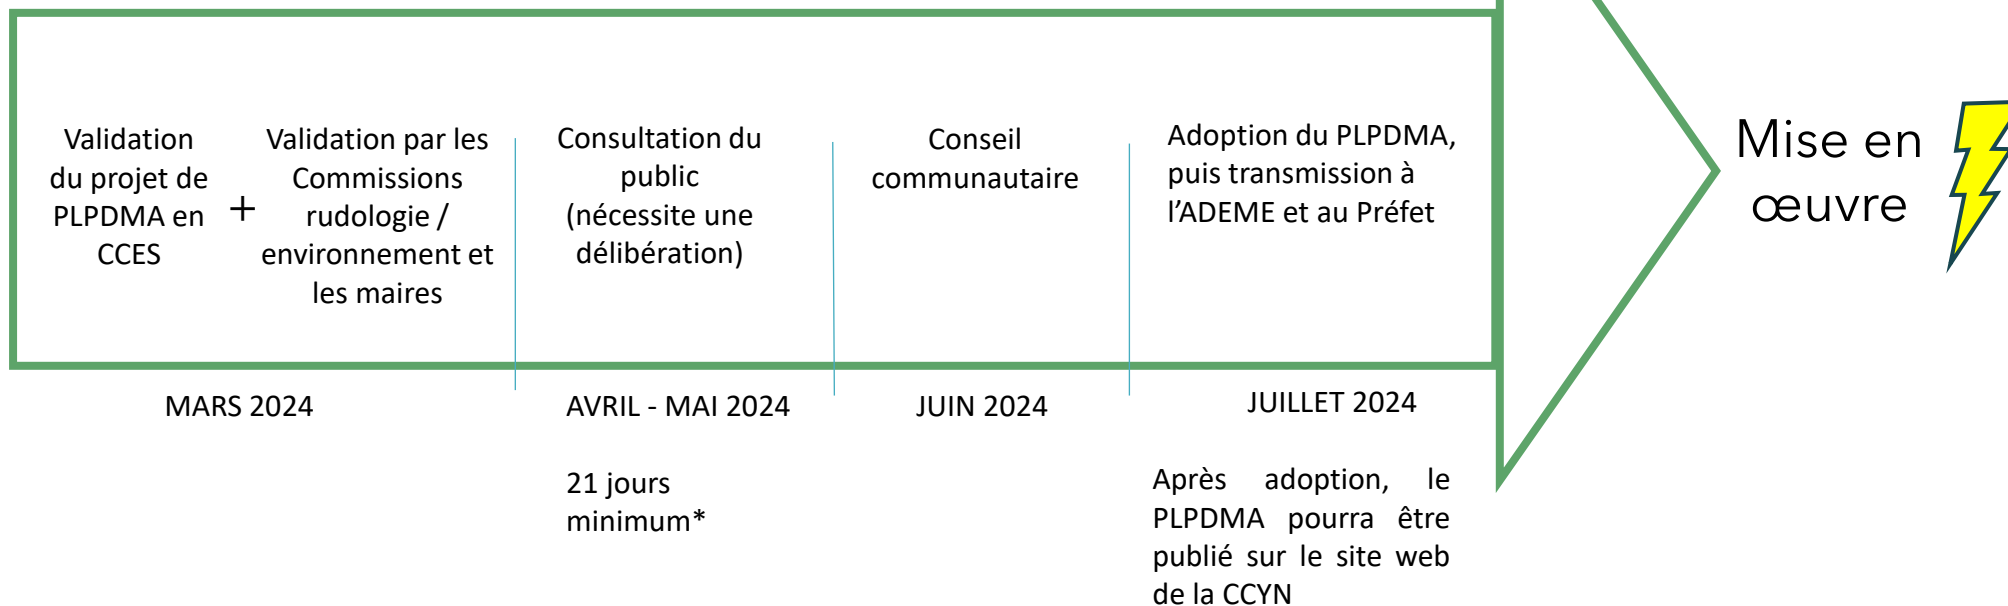 Validation
du projet de
PLPDMA en
CCES
+
Validation par les
Commissions
rudologie /
environnement et
les maires
Consultation du
public
(nécessite une
délibération)
Conseil
communautaire
Adoption du PLPDMA,
puis transmission à
l’ADEME et au Préfet
Mise en
œuvre
MARS 2024
AVRIL - MAI 2024
JUIN 2024
JUILLET 2024
21 jours
minimum*
Après adoption, le
PLPDMA pourra être
publié sur le site web
de la CCYN